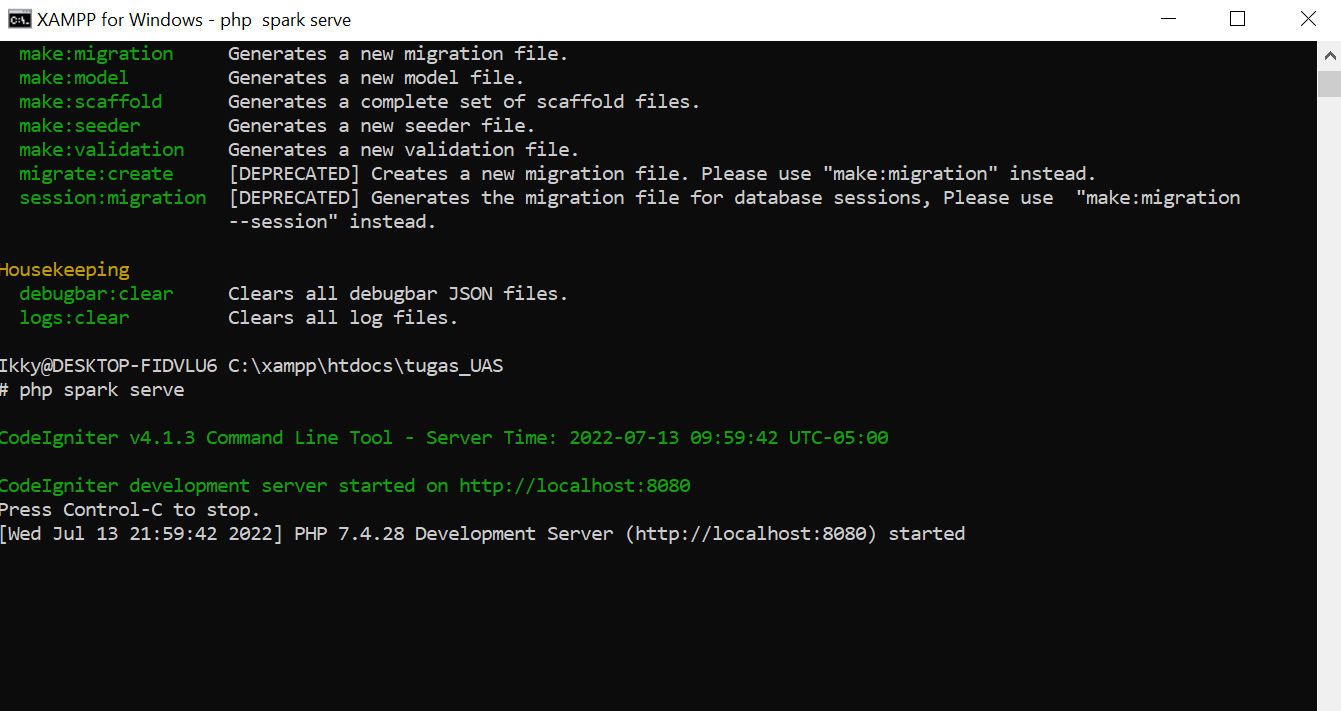 XAMPP for Windows - php  spark serve
make:migration     Generates a new migration file.
make:model         Generates a new model file.
make:scaffold      Generates a complete set of scaffold files.
make:seeder        Generates a new seeder file.
make:validation    Generates a new validation file.
migrate:create     [DEPRECATED] Creates a new migration file. Please use "make:migration" instead.
session:migration  [DEPRECATED] Generates the migration file for database sessions, Please use  "make:migration
--session" instead.
Housekeeping
debugbar:clear     Clears all debugbar JSON files.
logs:clear         Clears all log files.
Ikky@DESKTOP-FIDVLU6 C:\xampp\htdocs\tugas_UAS
# php spark serve
CodeIgniter v4.1.3 Command Line Tool - Server Time: 2022-07-13 09:59:42 UTC-05:00
CodeIgniter development server started on http://localhost:8080
Press Control-C to stop.
[Wed Jul 13 21:59:42 2022] PHP 7.4.28 Development Server (http://localhost:8080) started